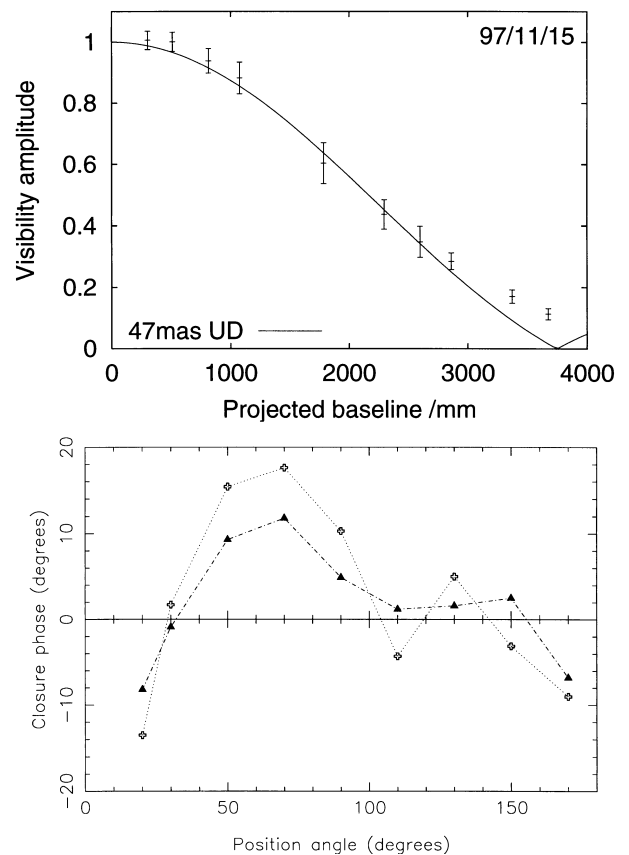 97/11/15
Visibility amplitude
1
0.8
0.6
0.4
0.2
0
47mas UD
0 1000 2000 3000 4000
Projected baseline /mm
Closure phase (degrees)
20
10
0
−10
−20
0 50 100 150
Position angle (degrees)